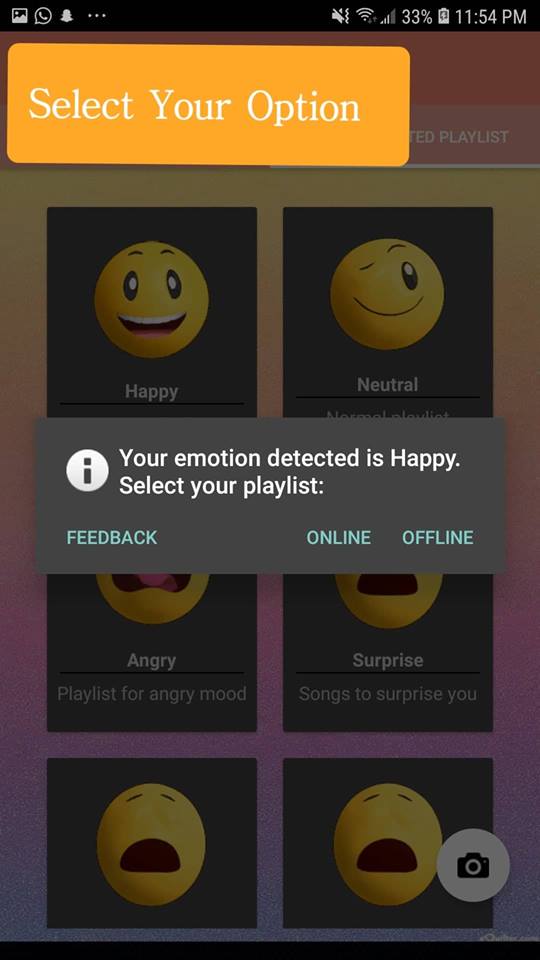 33% 11:54 PM
Select Your Option
TED PLAYLIST
Happy
Neutral
Normal playlist
Your emotion detected is Happy.
Select your playlist:
FEEDBACK
ONLINE
OFFLINE
Angry
Surprise
Playlist for angry mood
Songs to surprise you